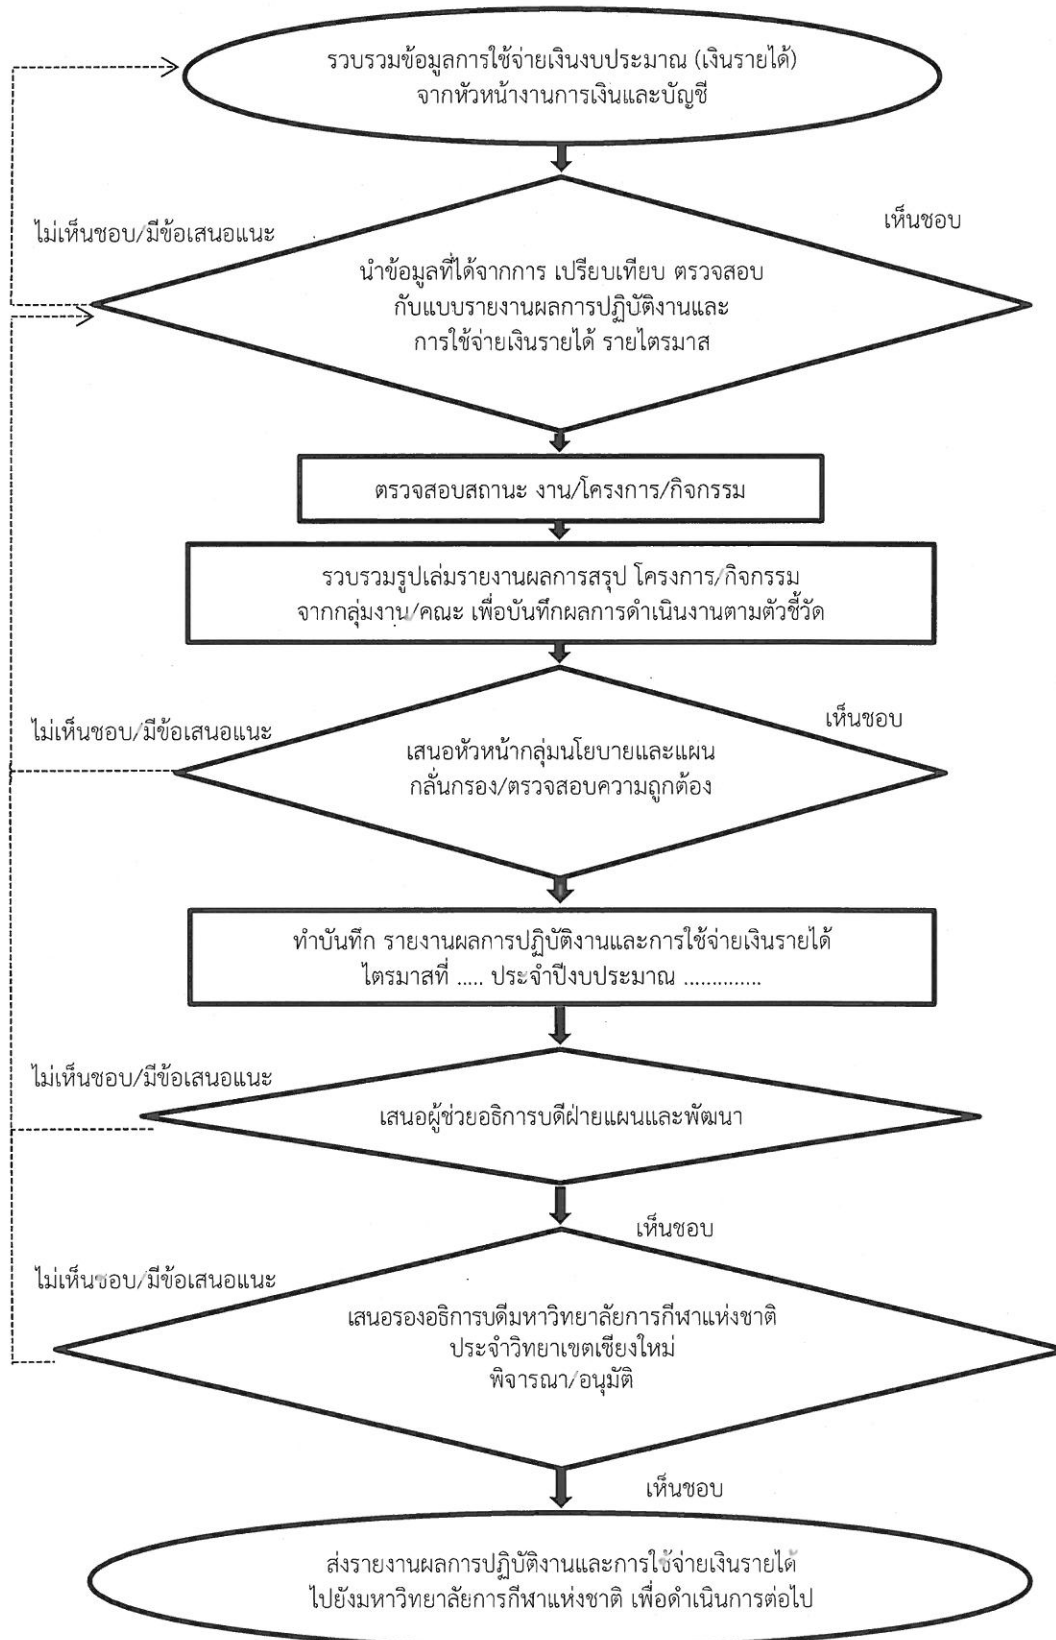 รวบรวมข้อมูลการใช้จ่ายเงินงบประมาณ (เงินรายได้)
จากหัวหน้างานการเงินและบัญชี
ไม่เห็นชอบ/มีข้อเสนอแนะ
เห็นชอบ
นำข้อมูลที่ได้จากการ เปรียบเทียบ ตรวจสอบ
กับแบบรายงานผลการปฏิบัติงานและ
การใช้จ่ายเงินรายได้ รายไตรมาส
ตรวจสอบสถานะ งาน/โครงการ/กิจกรรม
รวบรวมรูปเล่มรายงานผลการสรุป โครงการ/กิจกรรม
จากกลุ่มงาน/คณะ เพื่อบันทึกผลการดำเนินงานตามตัวชี้วัด
ไม่เห็นชอบ/มีข้อเสนอแนะ
เห็นชอบ
เสนอหัวหน้ากลุ่มนโยบายและแผน
กลั่นกรอง/ตรวจสอบความถูกต้อง
ทำบันทึก รายงานผลการปฏิบัติงานและการใช้จ่ายเงินรายได้
ไตรมาสที่ ..... ประจำปีงบประมาณ .............
ไม่เห็นชอบ/มีข้อเสนอแนะ
เสนอผู้ช่วยอธิการบดีฝ่ายแผนและพัฒนา
เห็นชอบ
ไม่เห็นชอบ/มีข้อเสนอแนะ
เสนอรองอธิการบดีมหาวิทยาลัยการกีฬาแห่งชาติ
ประจำวิทยาเขตเชียงใหม่
พิจารณา/อนุมัติ
เห็นชอบ
ส่งรายงานผลการปฏิบัติงานและการใช้จ่ายเงินรายได้
ไปยังมหาวิทยาลัยการกีฬาแห่งชาติ เพื่อดำเนินการต่อไป